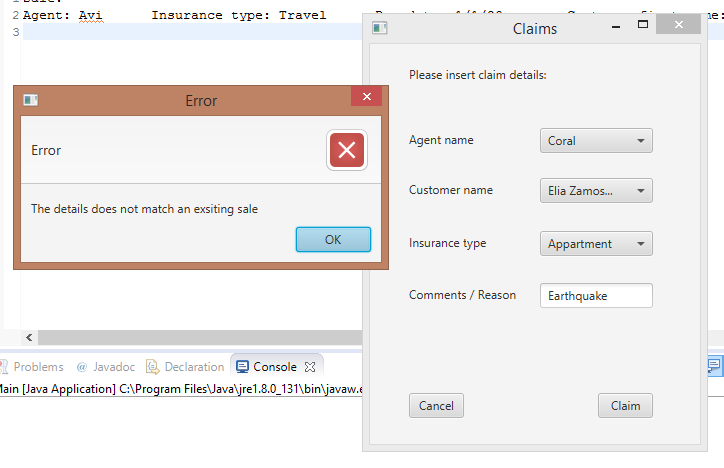 1
2 Agent: Avi Insurance type: Travel
3
Claims
Please insert claim details:
Agent name Coral
Customer name Elia Zamos...
Insurance type Appartment
Comments / Reason Earthquake
Cancel Claim
Error
Error
The details does not match an exsiting sale
OK
Problems @ Javadoc Declaration Console
Main [Java Application] C:\Program Files\Java\jre1.8.0_131\bin\javaw.e